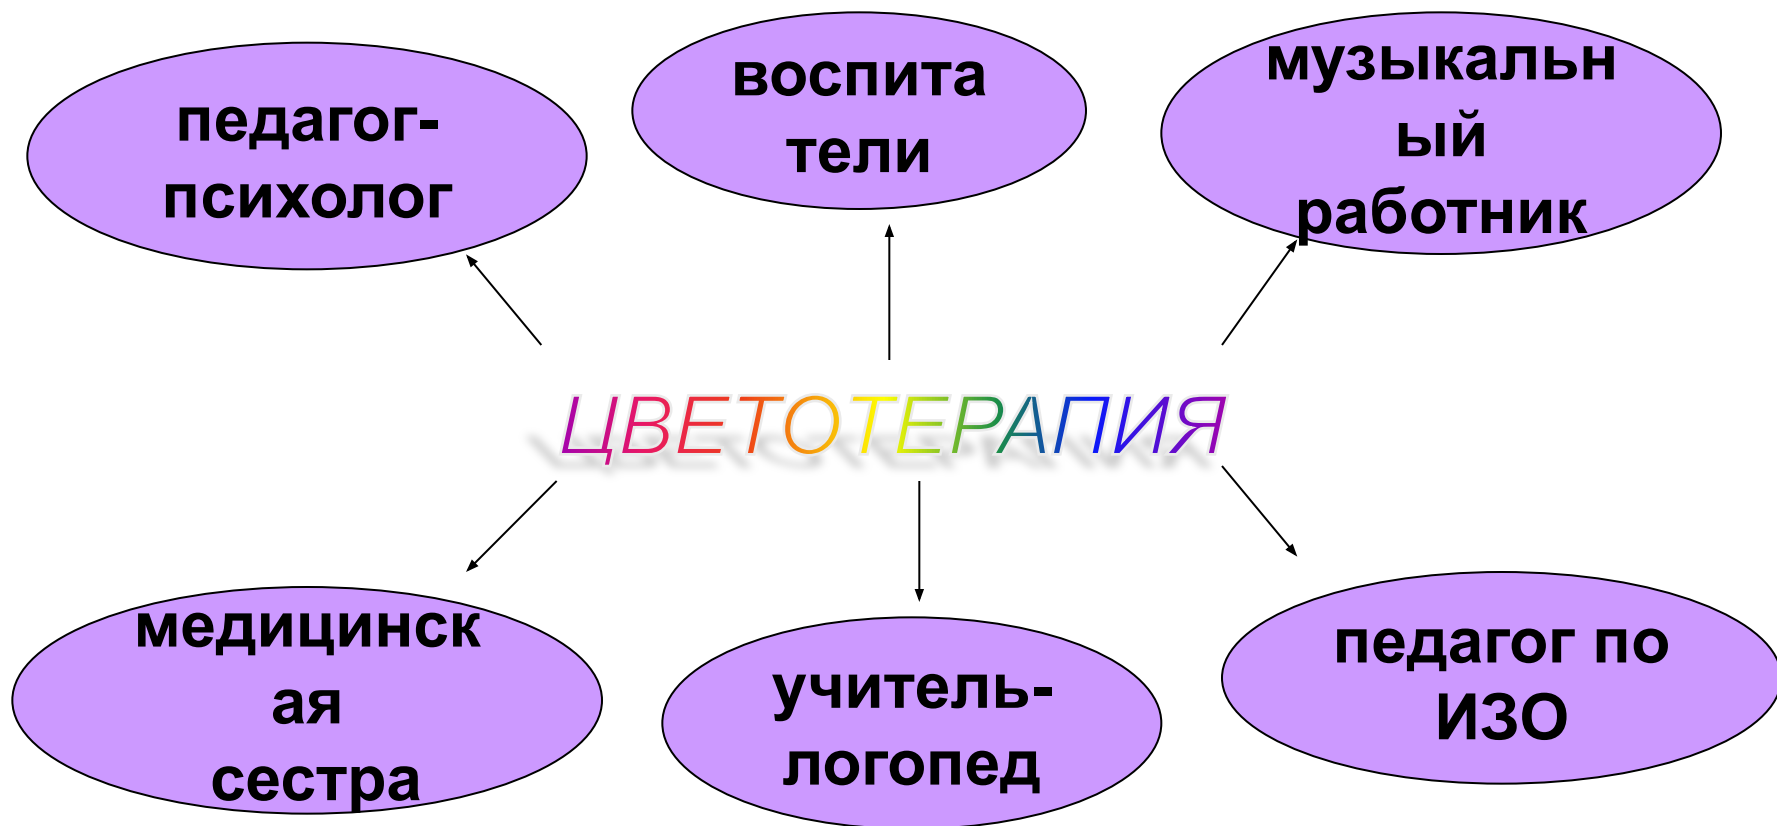 педагог-
психолог
воспита
тели
музыкальн
ый
работник
ЦВЕТОТЕРАПИЯ
медицинск
ая
сестра
учитель-
логопед
педагог по
ИЗО